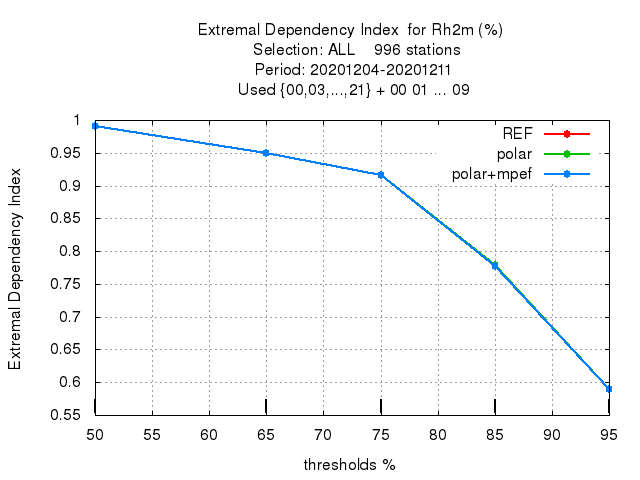 Extremal Dependency Index  for Rh2m (%)
Selection: ALL    996 stations
Period: 20201204-20201211
Used {00,03,...,21} + 00 01 ... 09
REF
polar
polar+mpef
1
0.95
0.9
0.85
0.8
0.75
0.7
0.65
0.6
0.55
Extremal Dependency Index
50 55 60 65 70 75 80 85 90 95
thresholds %